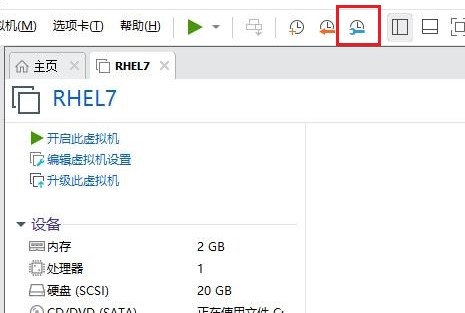 拟机(M) 选项卡(T) 帮助(H)
主页 RHEL7
RHEL7
开启此虚拟机
编辑虚拟机设置
升级此虚拟机
设备
内存 2 GB
处理器 1
硬盘 (SCSI) 20 GB
CD/DVD (SATA) 正在使用文件 C: